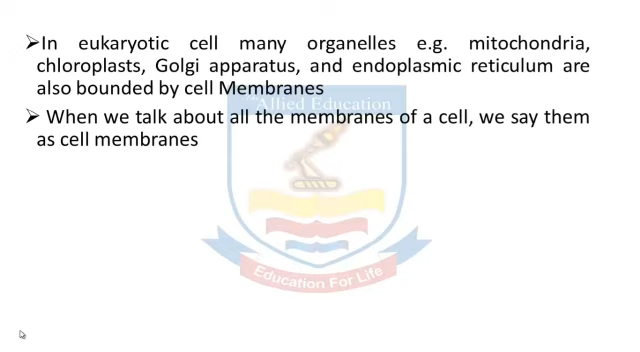 ➢In eukaryotic cell many organelles e.g. mitochondria,
chloroplasts, Golgi apparatus, and endoplasmic reticulum are
also bounded by cell Membranes
➢ When we talk about all the membranes of a cell, we say them
as cell membranes
Allied Education
Education For Life